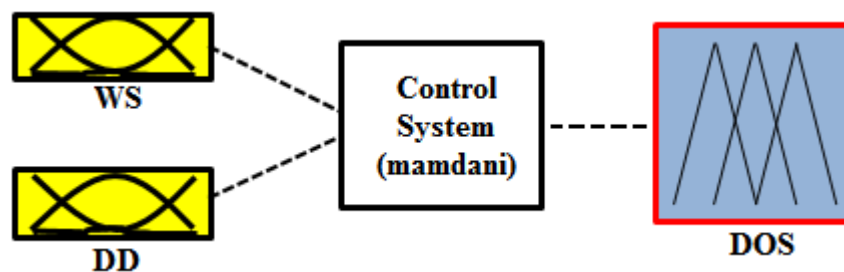 WS
DD
Control
System
(mamdani)
DOS